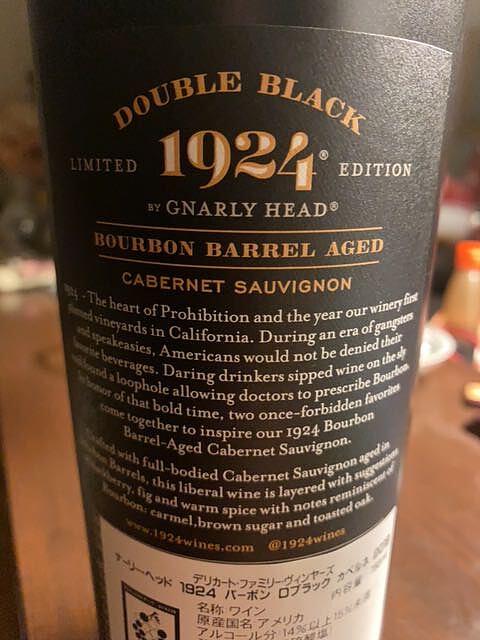 DOUBLE BLACK
LIMITED 1924® EDITION
BY GNARLY HEAD®
BOURBON BARREL AGED
CABERNET SAUVIGNON
1924 - The heart of Prohibition and the year our winery first
planted vineyards in California. During an era of gangsters
and speakeasies, Americans would not be denied their
favorite beverages. Daring drinkers sipped wine on the sly
and found a loophole allowing doctors to prescribe Bourbon.
In honor of that bold time, two once-forbidden favorites
come together to inspire our 1924 Bourbon
Barrel-Aged Cabernet Sauvignon.
Crafted with full-bodied Cabernet Sauvignon aged in
Bourbon Barrels, this liberal wine is layered with suggestions
of blackberry, fig and warm spice with notes reminiscent of
Bourbon: carmel, brown sugar and toasted oak.
www.1924wines.com @1924wines
デリカート・ファミリーヴィンヤーズ
ナーリーヘッド 1924 バーボン ロブラック カベルネ
名称 ワイン 内容量
原産国名 アメリカ
アルコール分 14%以上15%未満